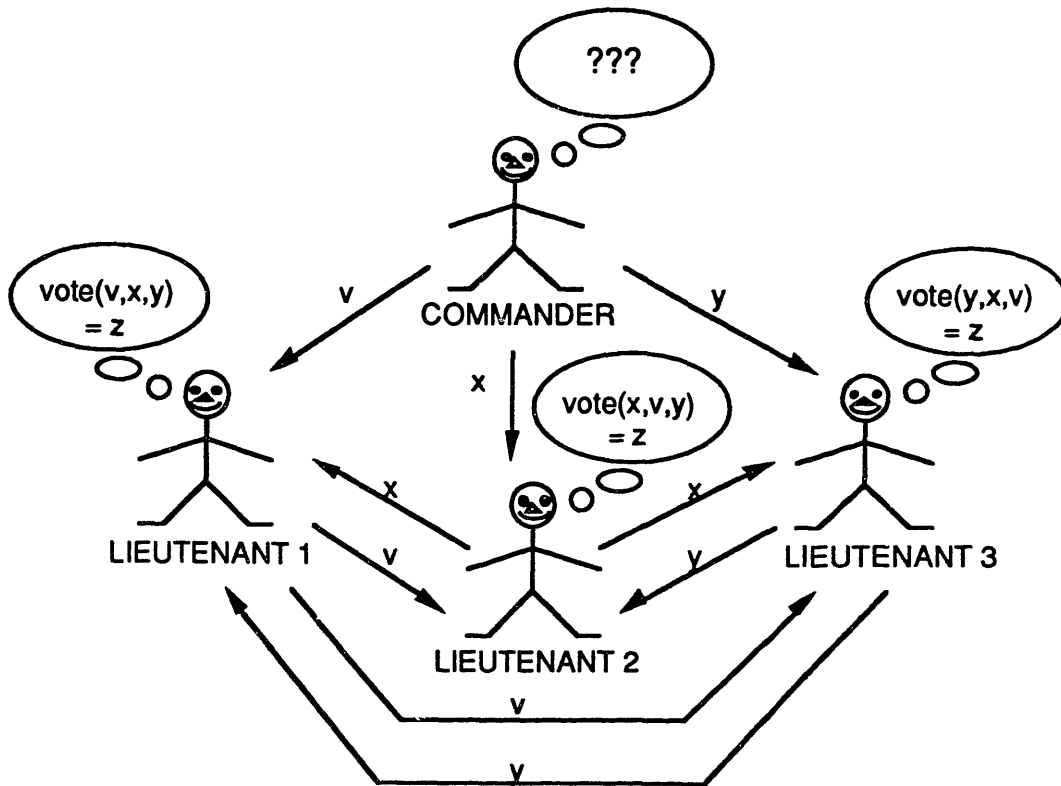 ???
v
y
COMMANDER
vote(v,x,y)
= z
vote(y,x,v)
= z
x
vote(x,v,y)
= z
x
x
v
y
LIEUTENANT 1
LIEUTENANT 3
LIEUTENANT 2
v
y